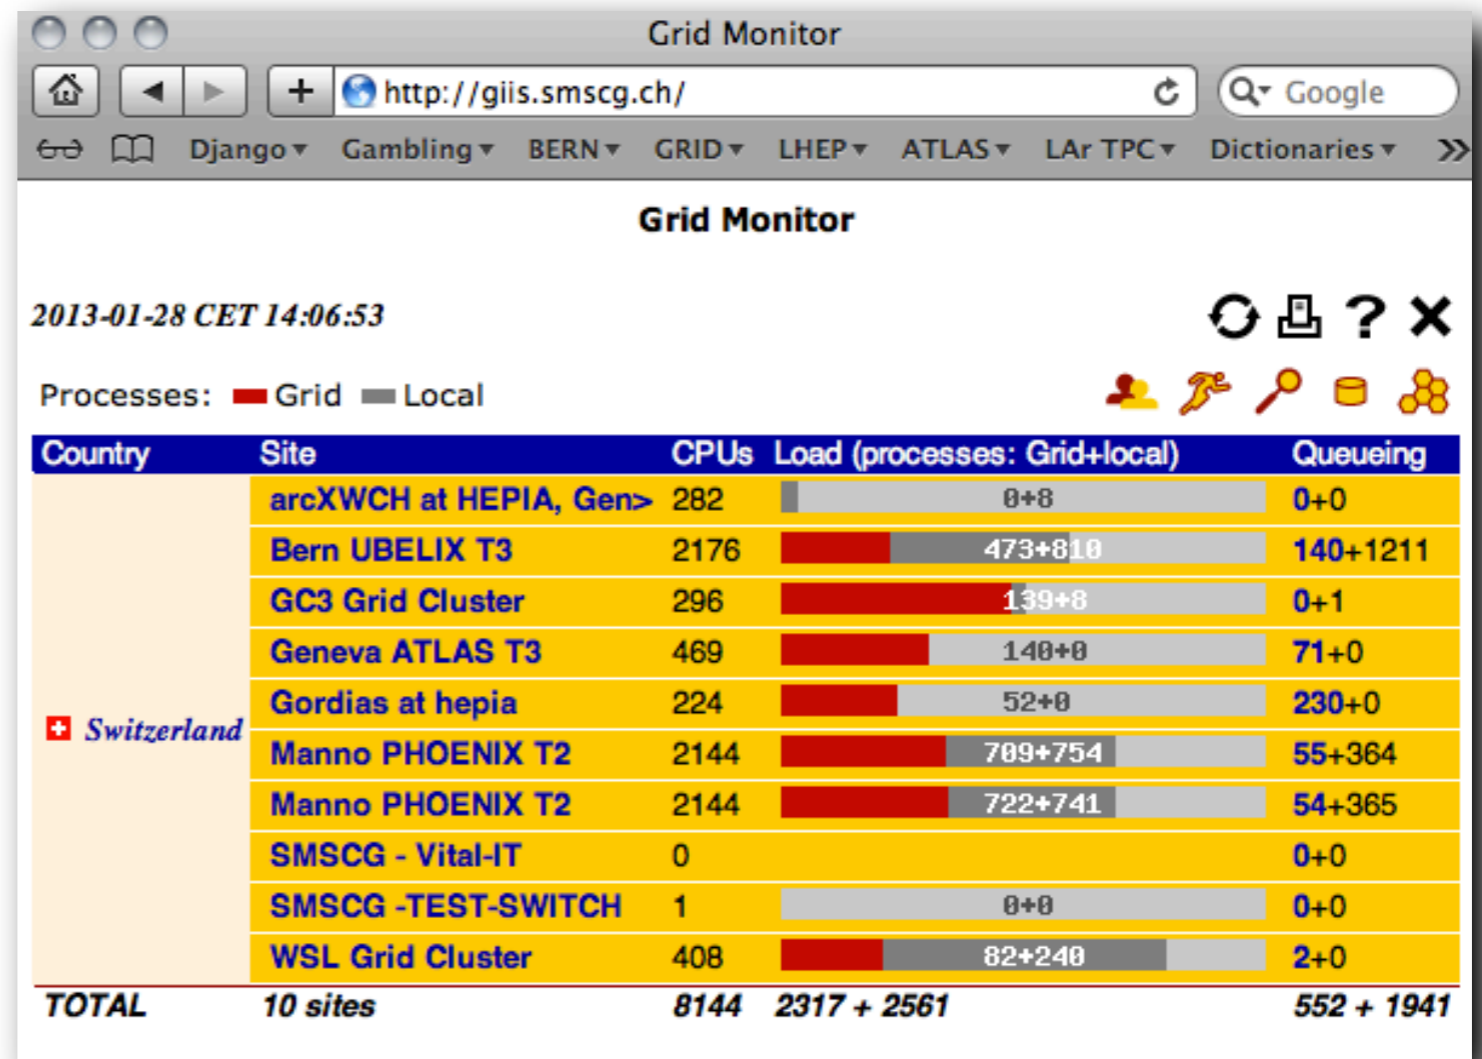 Grid Monitor
http://giis.smscg.ch/ Google
Django Gambling BERN GRID LHEP ATLAS LAr TPC Dictionaries »
Grid Monitor
2013-01-28 CET 14:06:53
Processes: Grid Local
Country Site CPUs Load (processes: Grid+local) Queueing
arcXWCH at HEPIA, Gen> 282 0+8 0+0
Bern UBELIX T3 2176 473+810 140+1211
GC3 Grid Cluster 296 139+8 0+1
Geneva ATLAS T3 469 140+0 71+0
Gordias at hepia 224 52+0 230+0
Switzerland
Manno PHOENIX T2 2144 709+754 55+364
Manno PHOENIX T2 2144 722+741 54+365
SMSCG - Vital-IT 0 0+0
SMSCG -TEST-SWITCH 1 0+0 0+0
WSL Grid Cluster 408 82+240 2+0
TOTAL 10 sites 8144 2317 + 2561 552 + 1941